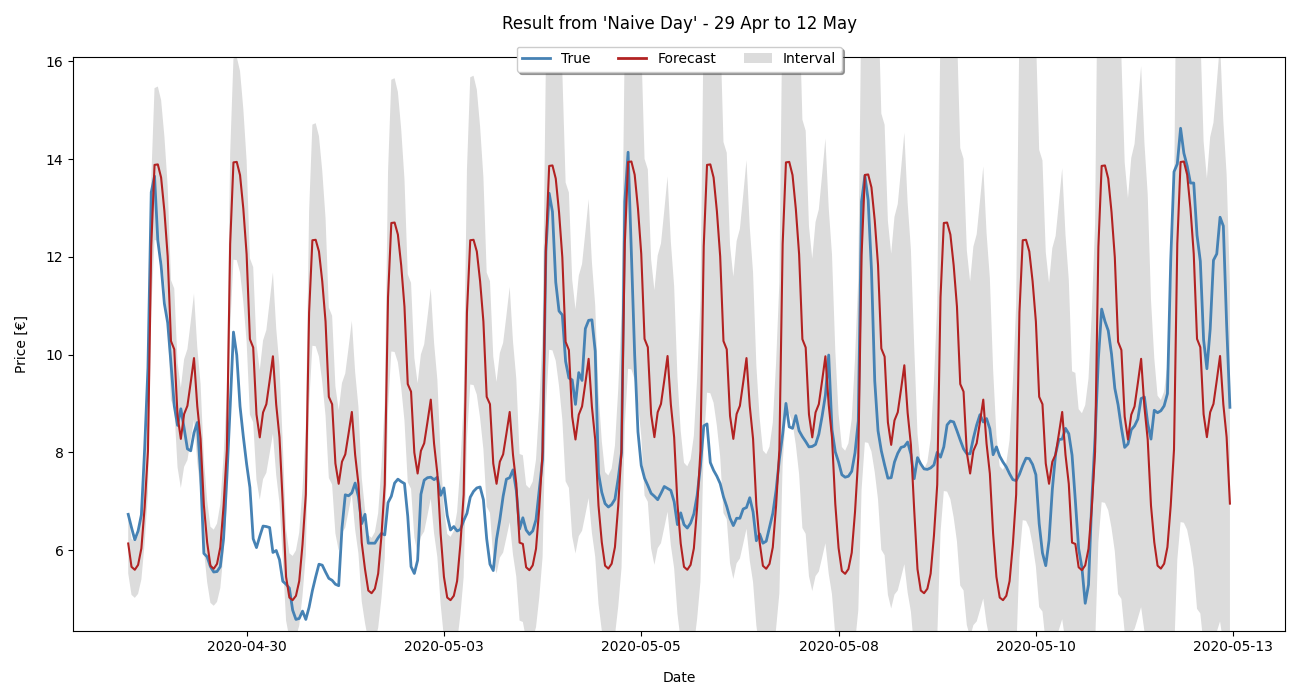 Result from 'Naive Day' - 29 Apr to 12 May
True Forecast Interval
16
14
12
10
8
6
Price [€]
2020-04-30 2020-05-03 2020-05-05 2020-05-08 2020-05-10 2020-05-13
Date